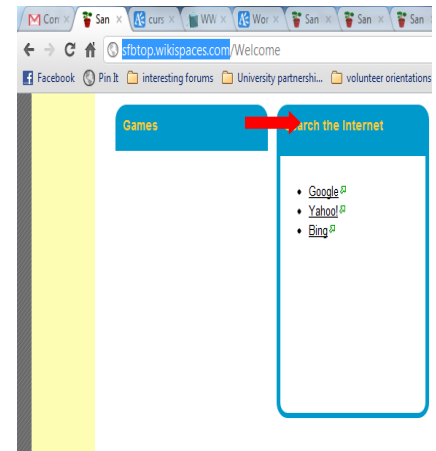 Con San curs WW Wor San San San
sfbtop.wikispaces.com/Welcome
Facebook Pin It interesting forums University partnershi... volunteer orientations
Games
arch the Internet
Google
Yahoo!
Bing